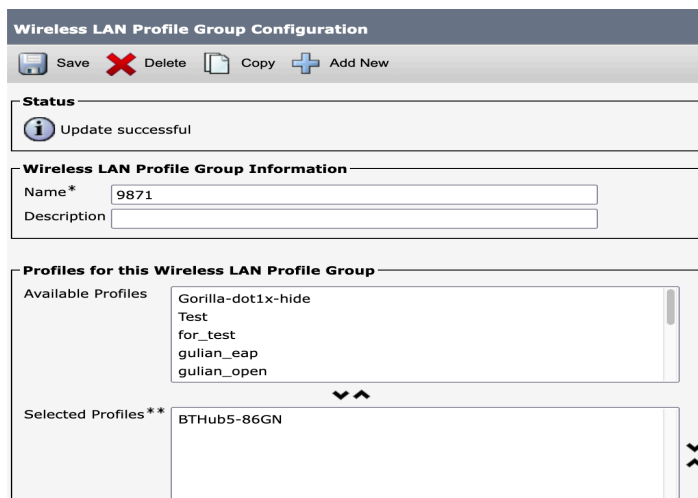 Wireless LAN Profile Group Configuration
Save Delete Copy Add New
Status
Update successful
Wireless LAN Profile Group Information
Name* 9871
Description
Profiles for this Wireless LAN Profile Group
Available Profiles
Gorilla-dot1x-hide
Test
for_test
gulian_eap
gulian_open
Selected Profiles**
BTHub5-86GN